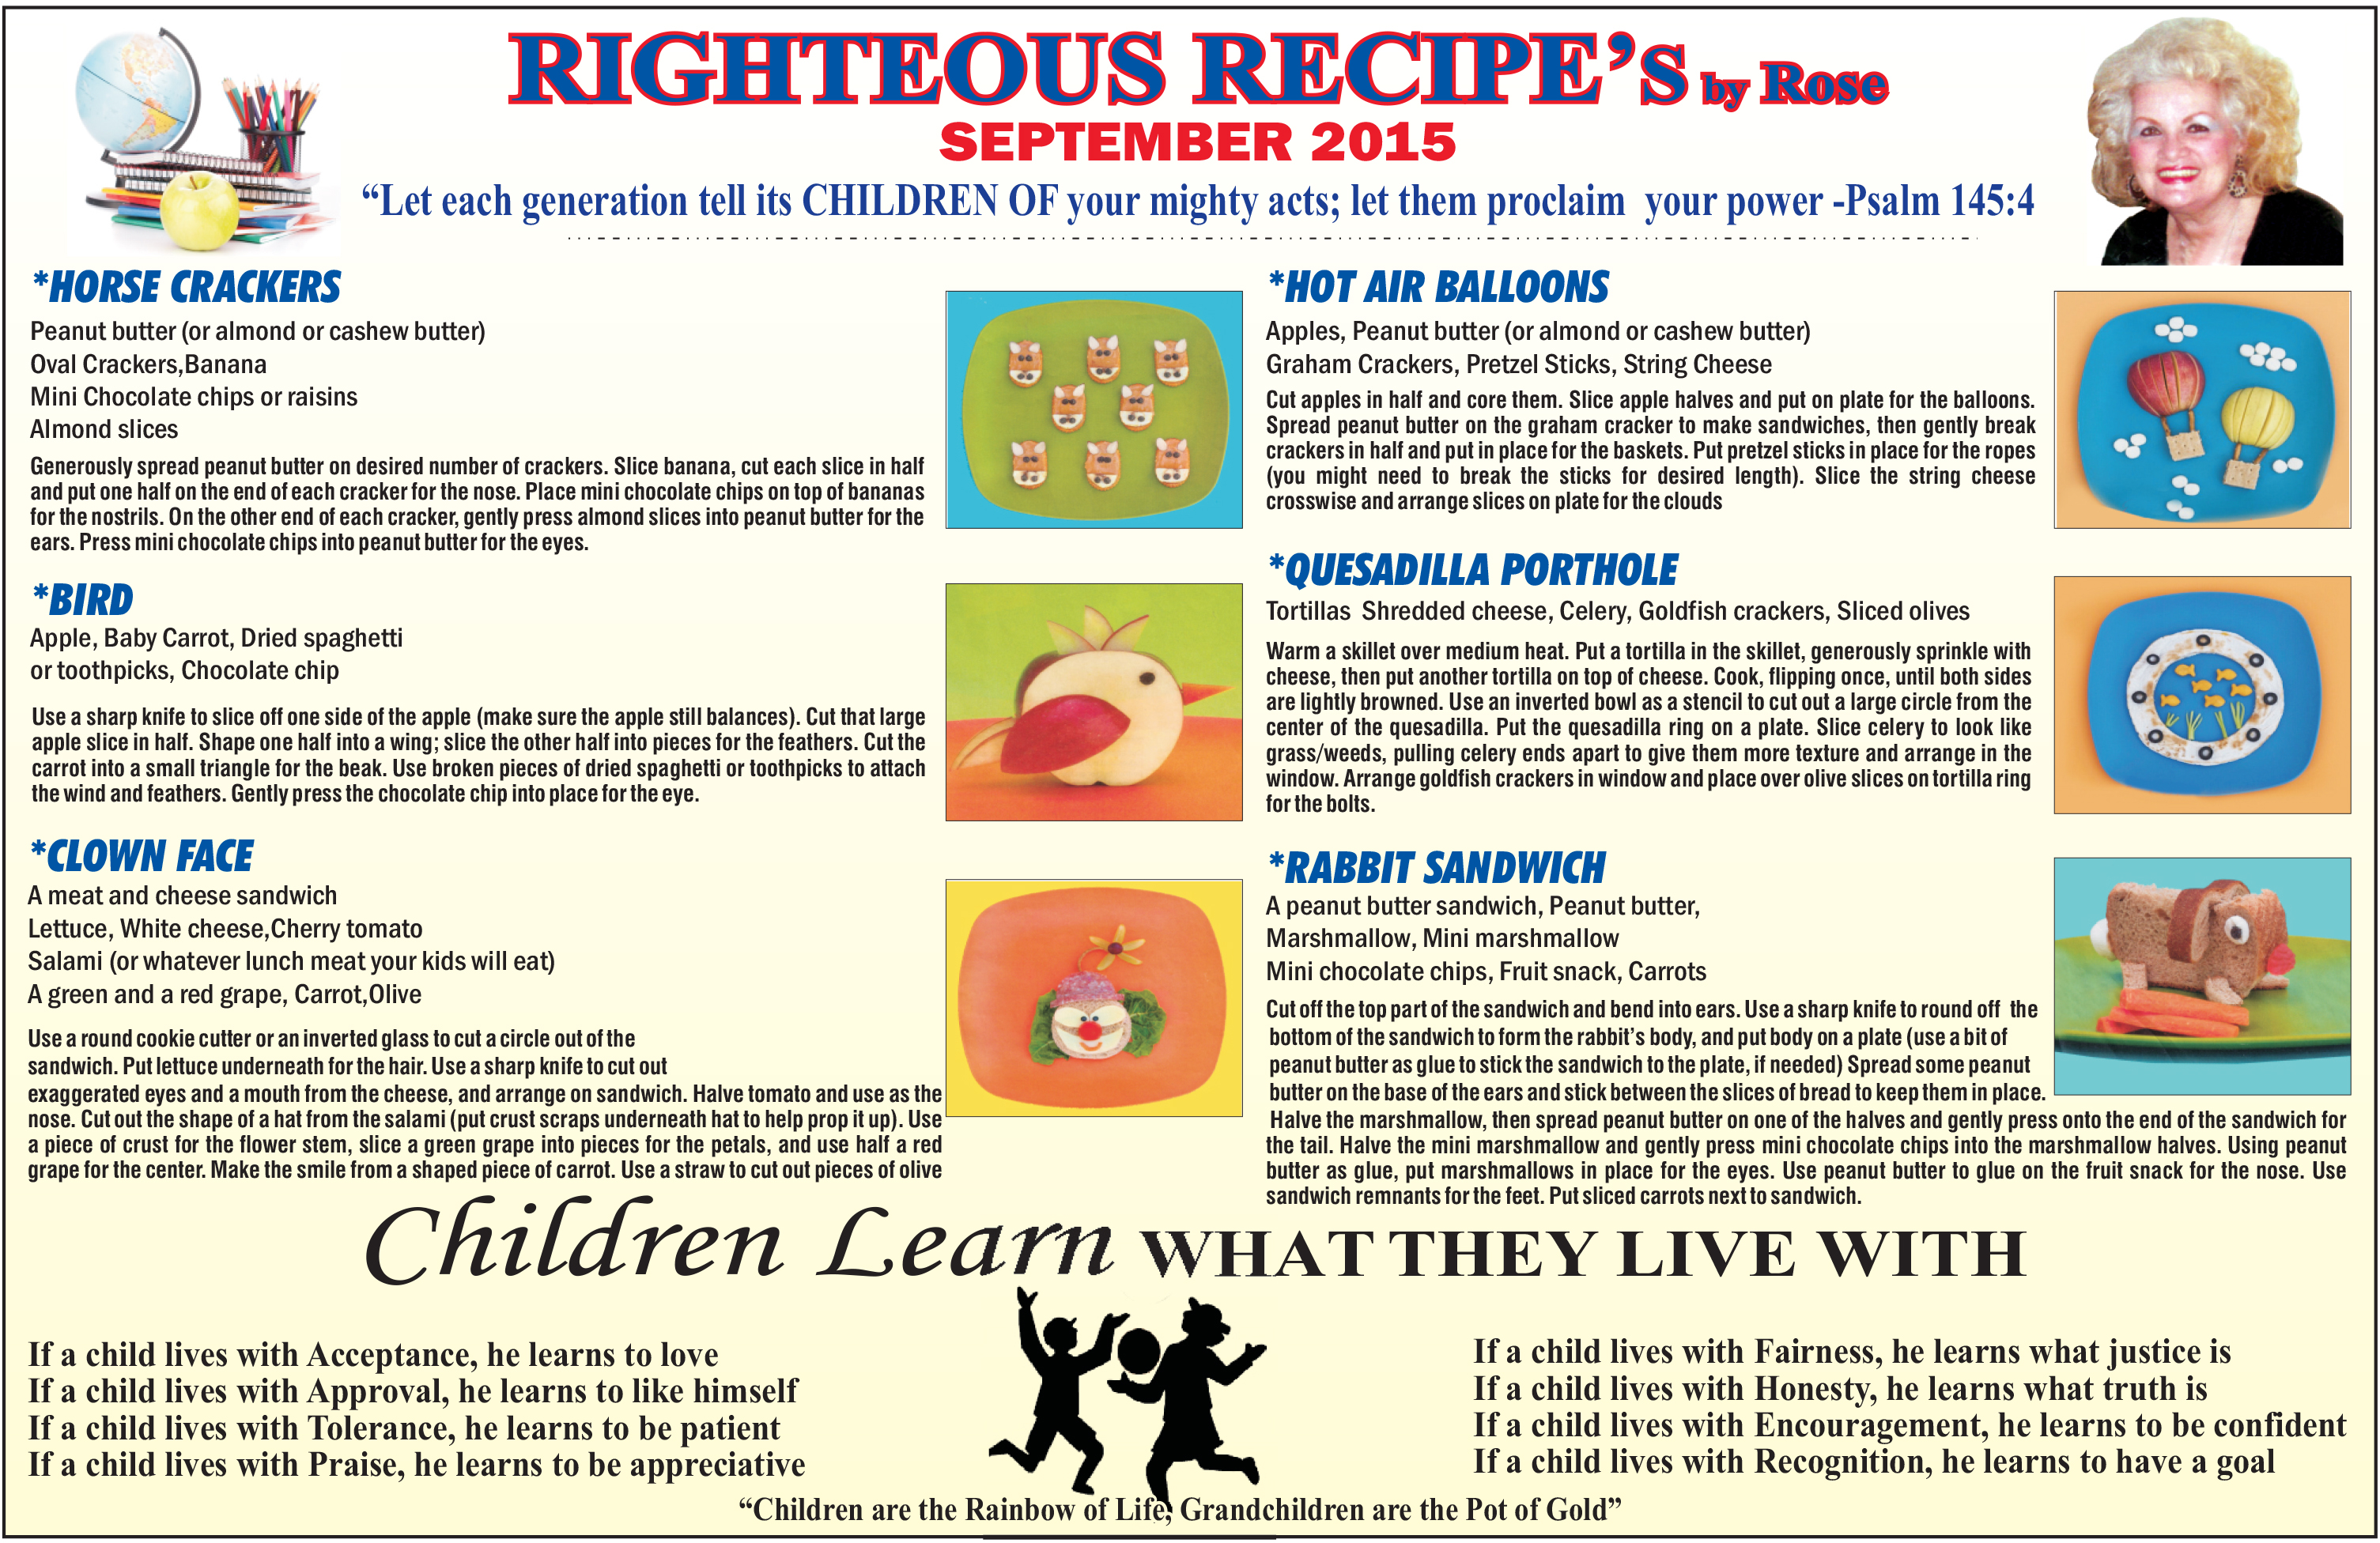 RIGHTEOUS RECIPE's by Rose
SEPTEMBER 2015
“Let each generation tell its CHILDREN OF your mighty acts; let them proclaim your power -Psalm 145:4
*HORSE CRACKERS
Peanut butter (or almond or cashew butter)
Oval Crackers,Banana
Mini Chocolate chips or raisins
Almond slices
Generously spread peanut butter on desired number of crackers. Slice banana, cut each slice in half
and put one half on the end of each cracker for the nose. Place mini chocolate chips on top of bananas
for the nostrils. On the other end of each cracker, gently press almond slices into peanut butter for the
ears. Press mini chocolate chips into peanut butter for the eyes.
*BIRD
Apple, Baby Carrot, Dried spaghetti
or toothpicks, Chocolate chip
Use a sharp knife to slice off one side of the apple (make sure the apple still balances). Cut that large
apple slice in half. Shape one half into a wing; slice the other half into pieces for the feathers. Cut the
carrot into a small triangle for the beak. Use broken pieces of dried spaghetti or toothpicks to attach
the wind and feathers. Gently press the chocolate chip into place for the eye.
*CLOWN FACE
A meat and cheese sandwich
Lettuce, White cheese,Cherry tomato
Salami (or whatever lunch meat your kids will eat)
A green and a red grape, Carrot,Olive
Use a round cookie cutter or an inverted glass to cut a circle out of the
sandwich. Put lettuce underneath for the hair. Use a sharp knife to cut out
exaggerated eyes and a mouth from the cheese, and arrange on sandwich. Halve tomato and use as the
nose. Cut out the shape of a hat from the salami (put crust scraps underneath hat to help prop it up). Use
a piece of crust for the flower stem, slice a green grape into pieces for the petals, and use half a red
grape for the center. Make the smile from a shaped piece of carrot. Use a straw to cut out pieces of olive
*HOT AIR BALLOONS
Apples, Peanut butter (or almond or cashew butter)
Graham Crackers, Pretzel Sticks, String Cheese
Cut apples in half and core them. Slice apple halves and put on plate for the balloons.
Spread peanut butter on the graham cracker to make sandwiches, then gently break
crackers in half and put in place for the baskets. Put pretzel sticks in place for the ropes
(you might need to break the sticks for desired length). Slice the string cheese
crosswise and arrange slices on plate for the clouds
*QUESADILLA PORTHOLE
Tortillas Shredded cheese, Celery, Goldfish crackers, Sliced olives
Warm a skillet over medium heat. Put a tortilla in the skillet, generously sprinkle with
cheese, then put another tortilla on top of cheese. Cook, flipping once, until both sides
are lightly browned. Use an inverted bowl as a stencil to cut out a large circle from the
center of the quesadilla. Put the quesadilla ring on a plate. Slice celery to look like
grass/weeds, pulling celery ends apart to give them more texture and arrange in the
window. Arrange goldfish crackers in window and place over olive slices on tortilla ring
for the bolts.
*RABBIT SANDWICH
A peanut butter sandwich, Peanut butter,
Marshmallow, Mini marshmallow
Mini chocolate chips, Fruit snack, Carrots
Cut off the top part of the sandwich and bend into ears. Use a sharp knife to round off the
bottom of the sandwich to form the rabbit’s body, and put body on a plate (use a bit of
peanut butter as glue to stick the sandwich to the plate, if needed) Spread some peanut
butter on the base of the ears and stick between the slices of bread to keep them in place.
Halve the marshmallow, then spread peanut butter on one of the halves and gently press onto the end of the sandwich for
the tail. Halve the mini marshmallow and gently press mini chocolate chips into the marshmallow halves. Using peanut
butter as glue, put marshmallows in place for the eyes. Use peanut butter to glue on the fruit snack for the nose. Use
sandwich remnants for the feet. Put sliced carrots next to sandwich.
Children Learn WHAT THEY LIVE WITH
If a child lives with Acceptance, he learns to love
If a child lives with Approval, he learns to like himself
If a child lives with Tolerance, he learns to be patient
If a child lives with Praise, he learns to be appreciative
If a child lives with Fairness, he learns what justice is
If a child lives with Honesty, he learns what truth is
If a child lives with Encouragement, he learns to be confident
If a child lives with Recognition, he learns to have a goal
“Children are the Rainbow of Life, Grandchildren are the Pot of Gold”